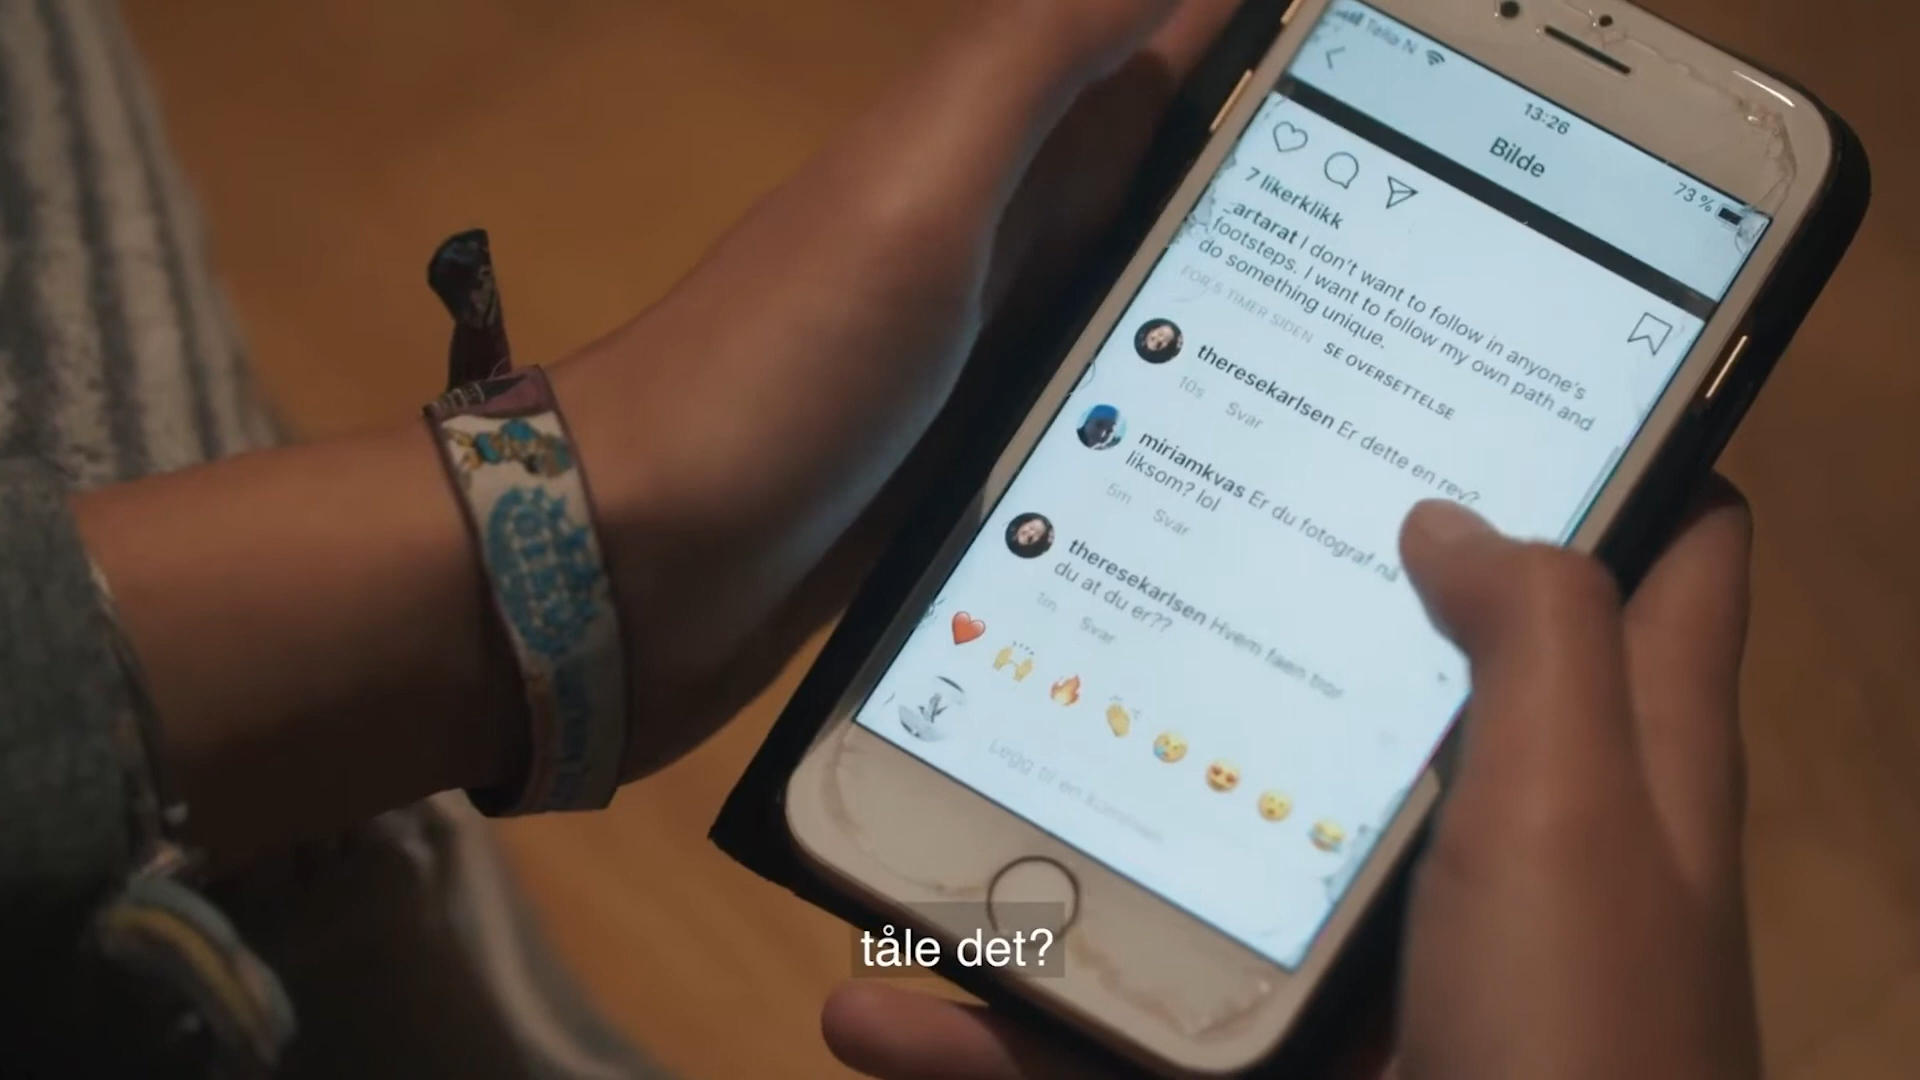 Telia N
13:26
73 %
Bilde
7 likerklikk
_artarat I don't want to follow in anyone's
footsteps. I want to follow my own path and
do something unique.
FOR 5 TIMER SIDEN SE OVERSETTELSE
theresekarlsen Er dette en rev?
10s Svar
miriamkvas Er du fotograf nå
liksom? lol
5m Svar
theresekarlsen Hvem faen tror
du at du er??
1m Svar
Legg til en kommentar
tåle det?